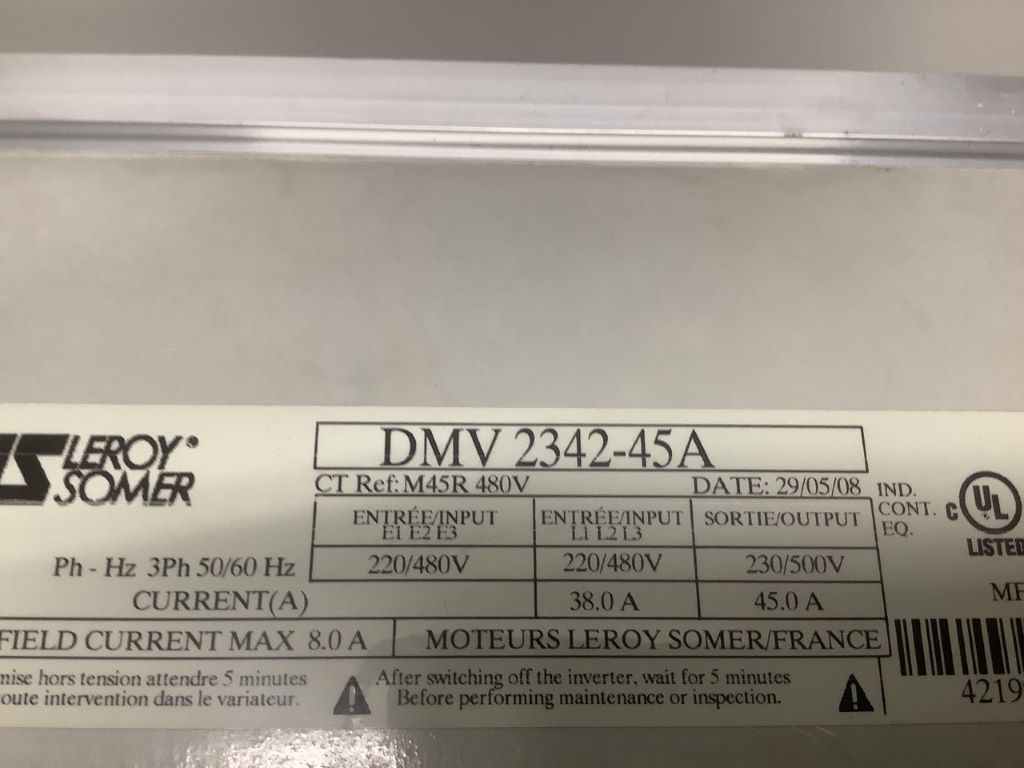 LEROY
SOMER
DMV 2342-45A
CT Ref: M45R 480V DATE: 29/05/08
ENTRÉE/INPUT ENTRÉE/INPUT SORTIE/OUTPUT
E1 E2 E3 L1 L2 L3
Ph - Hz 3Ph 50/60 Hz 220/480V 220/480V 230/500V
CURRENT(A) 38.0 A 45.0 A
FIELD CURRENT MAX 8.0 A MOTEURS LEROY SOMER/FRANCE
mise hors tension attendre 5 minutes
toute intervention dans le variateur.
After switching off the inverter, wait for 5 minutes
Before performing maintenance or inspection.
IND.
CONT.
EQ.
C UL
LISTED
4219